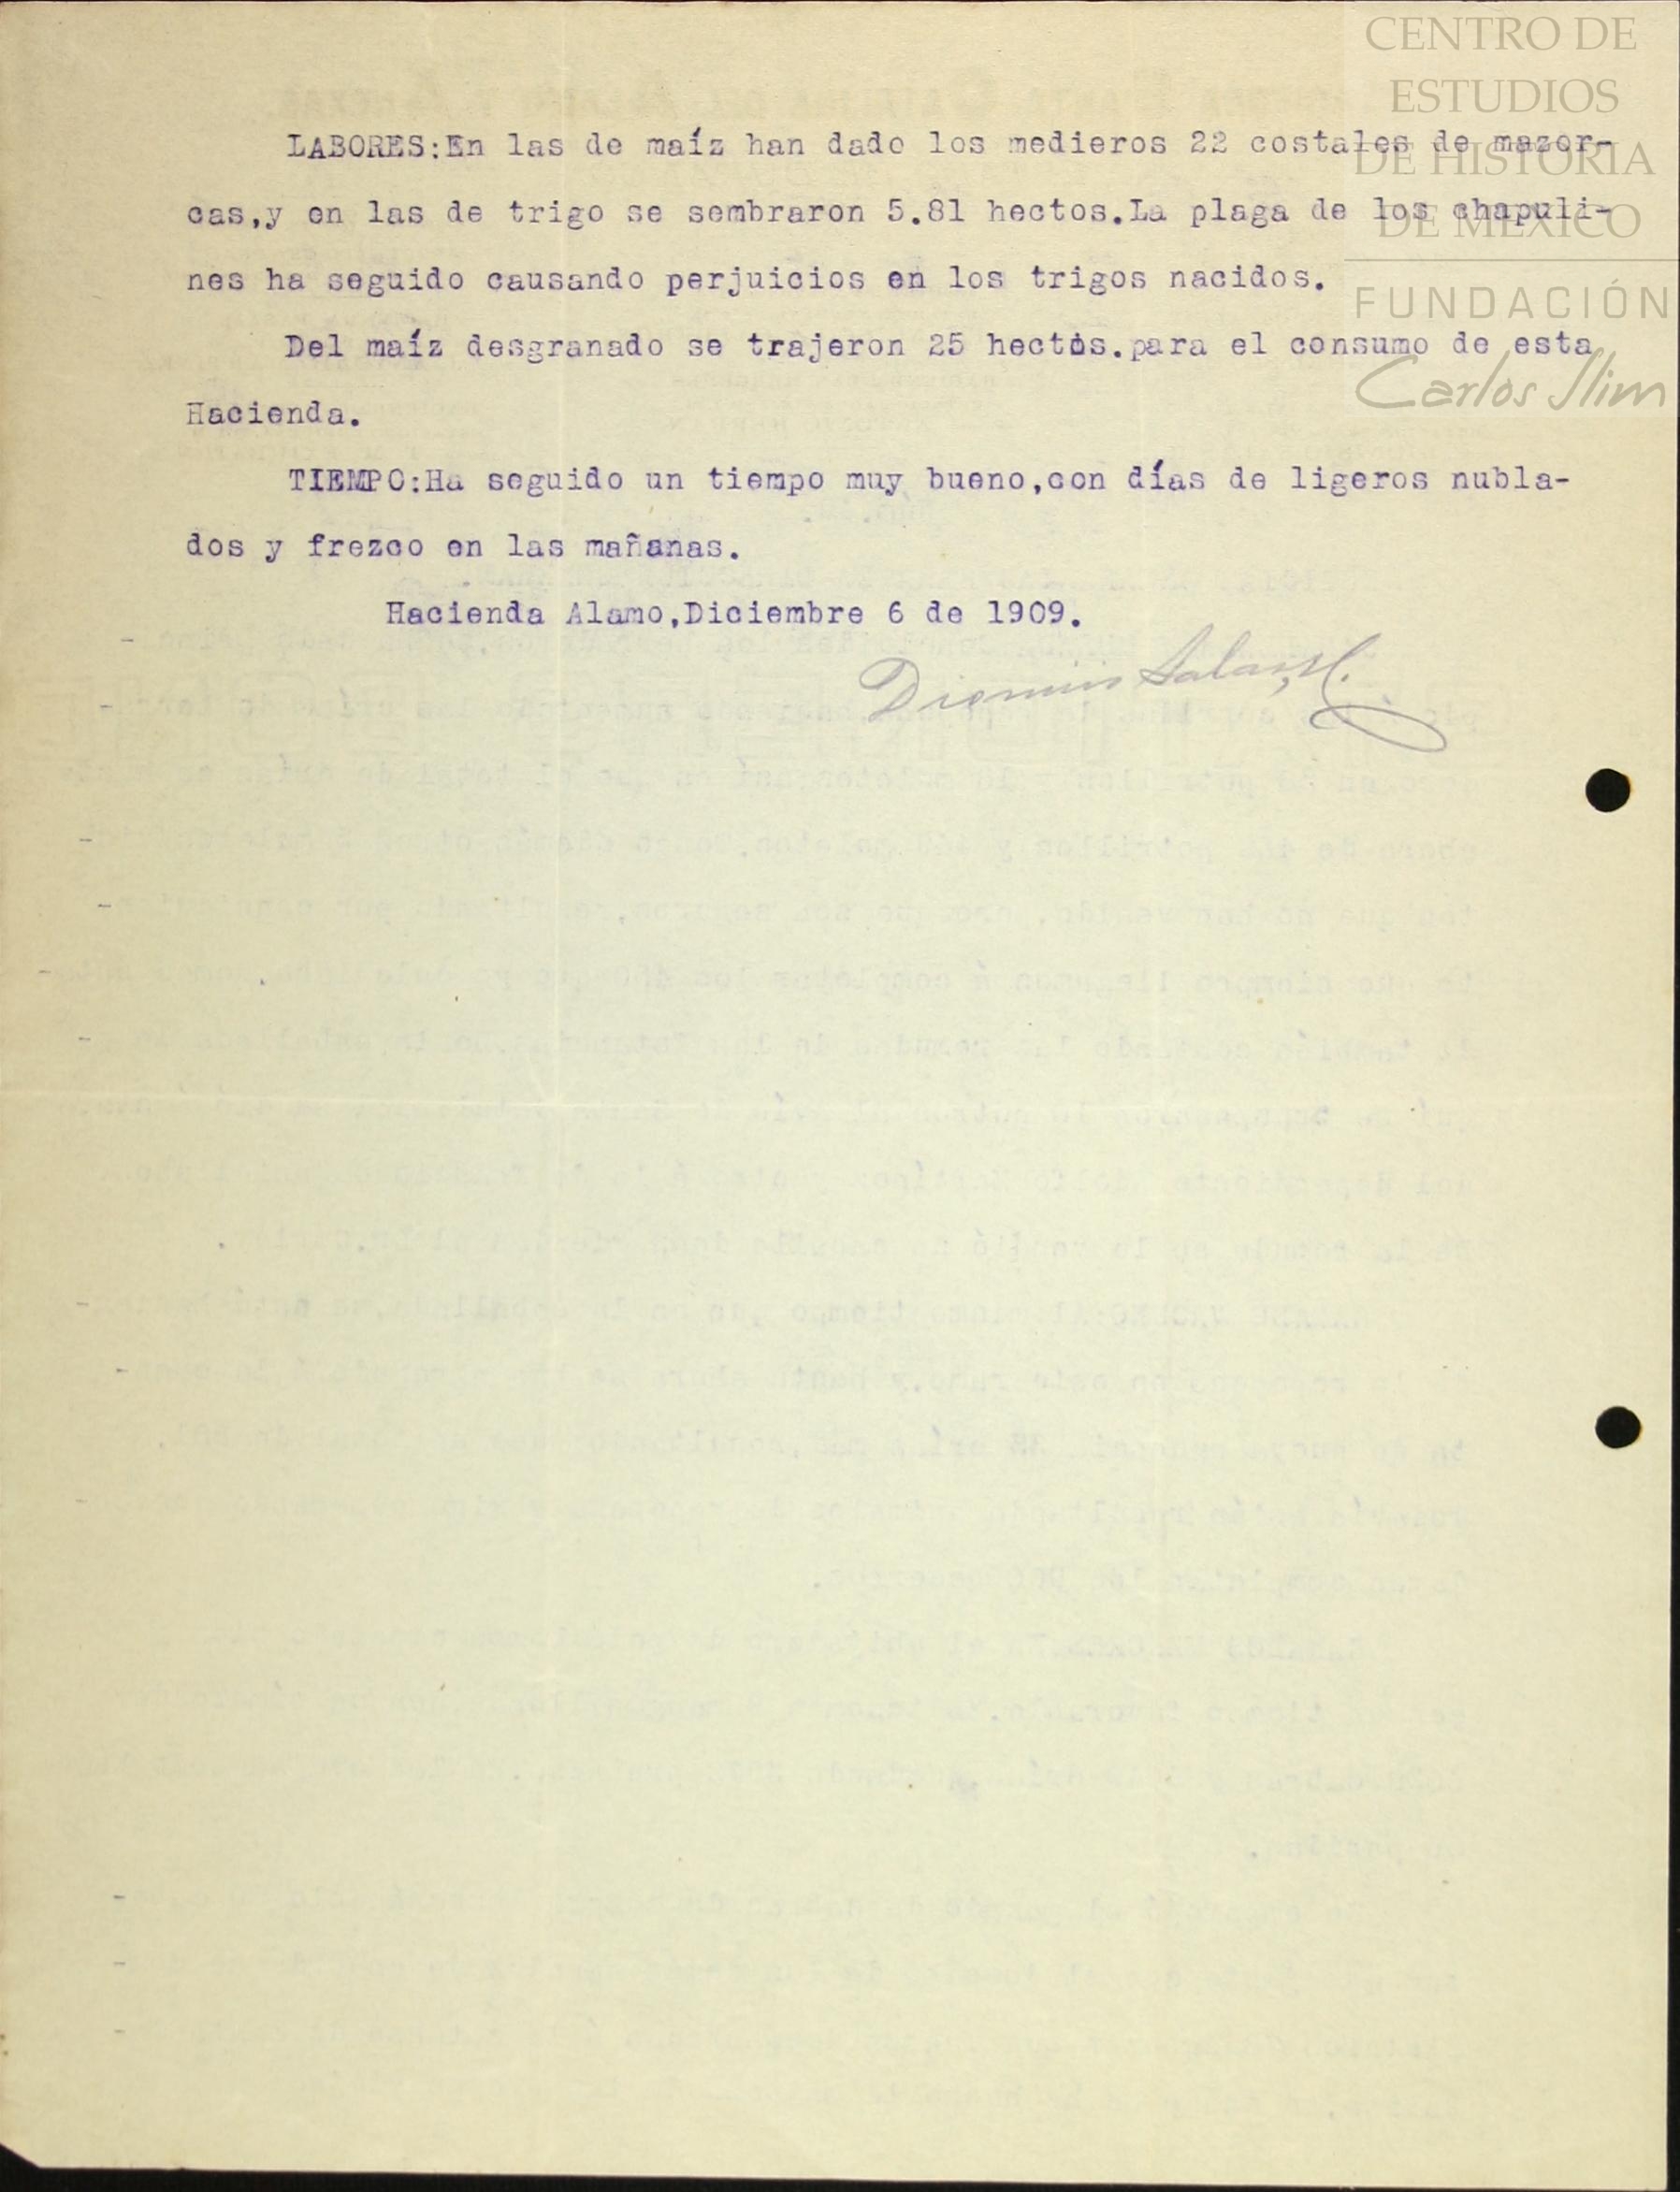 CENTRO DE
ESTUDIOS
DE HISTORIA
DE MEXICO
FUNDACIÓN
Carlos Slim
LABORES:En las de maíz han dado los medieros 22 costales de mazor-
cas,y en las de trigo se sembraron 5.81 hectos.La plaga de los chapuli-
nes ha seguido causando perjuicios en los trigos nacidos.
Del maíz desgranado se trajeron 25 hectos.para el consumo de esta
Hacienda.
TIEMPO:Ha seguido un tiempo muy bueno,con días de ligeros nubla-
dos y frezco en las mañanas.
Hacienda Alamo,Diciembre 6 de 1909.